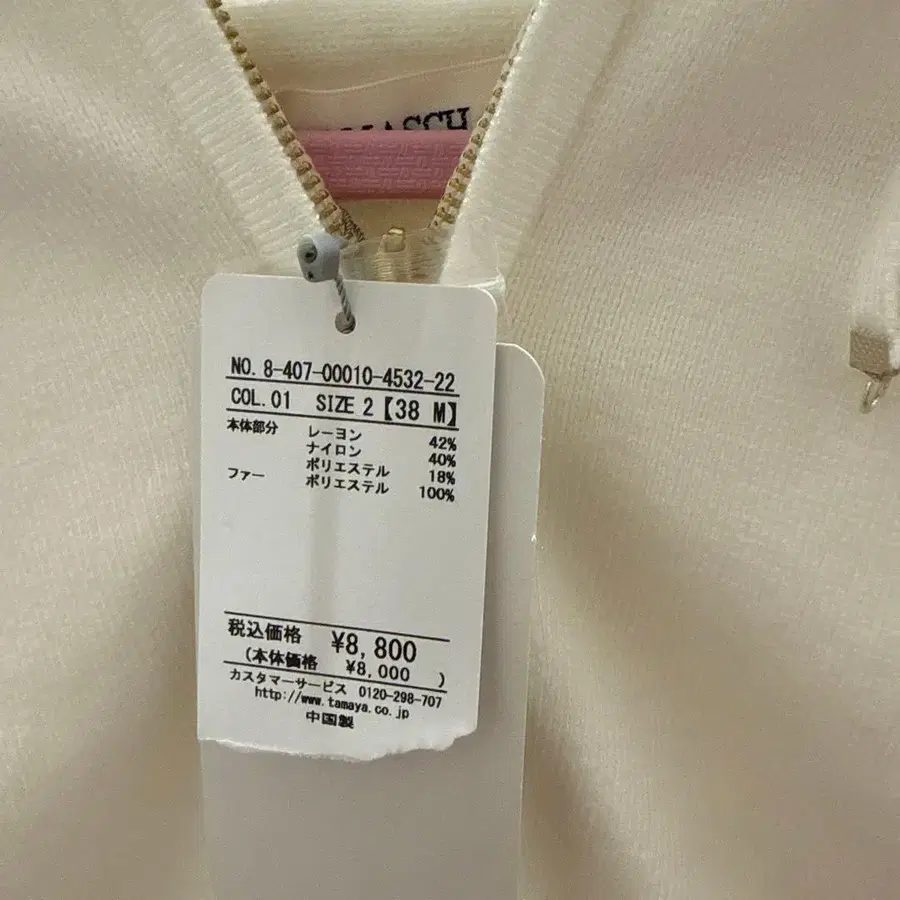 MASCH
NO. 8-407-00010-4532-22
COL.01 SIZE 2【38 M】
本体部分 レーヨン 42%
ナイロン 40%
ポリエステル 18%
ファー ポリエステル 100%
税込価格 ¥8,800
(本体価格 ¥8,000 )
カスタマーサービス 0120-298-707
http://www.tamaya.co.jp
中国製